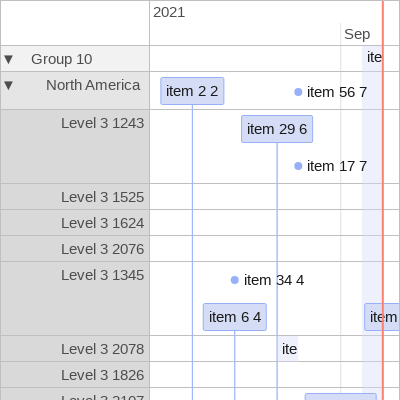 2021
Sep
▼ Group 10
ite
▼ North America
item 2 2
item 56 7
Level 3 1243
item 29 6
item 17 7
Level 3 1525
Level 3 1624
Level 3 2076
Level 3 1345
item 34 4
item 6 4
item
Level 3 2078
ite
Level 3 1826
Level 3 2107